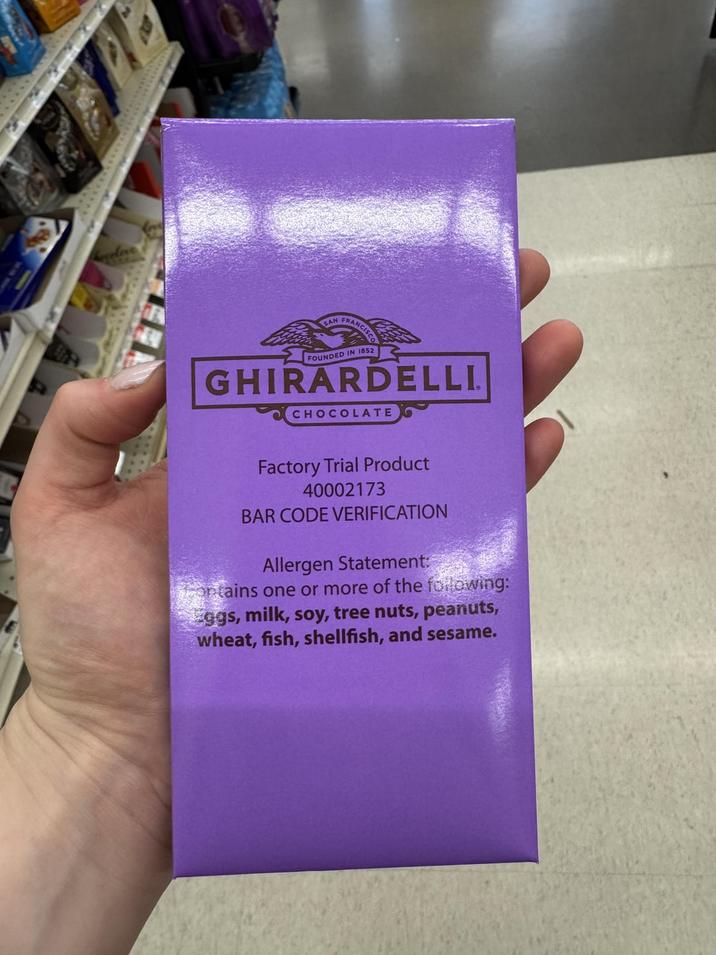 SAN FRANCISCO
FOUNDED IN 1852
GHIRARDELLI®
CHOCOLATE
Factory Trial Product
40002173
BAR CODE VERIFICATION
Allergen Statement:
Contains one or more of the following:
Eggs, milk, soy, tree nuts, peanuts,
wheat, fish, shellfish, and sesame.